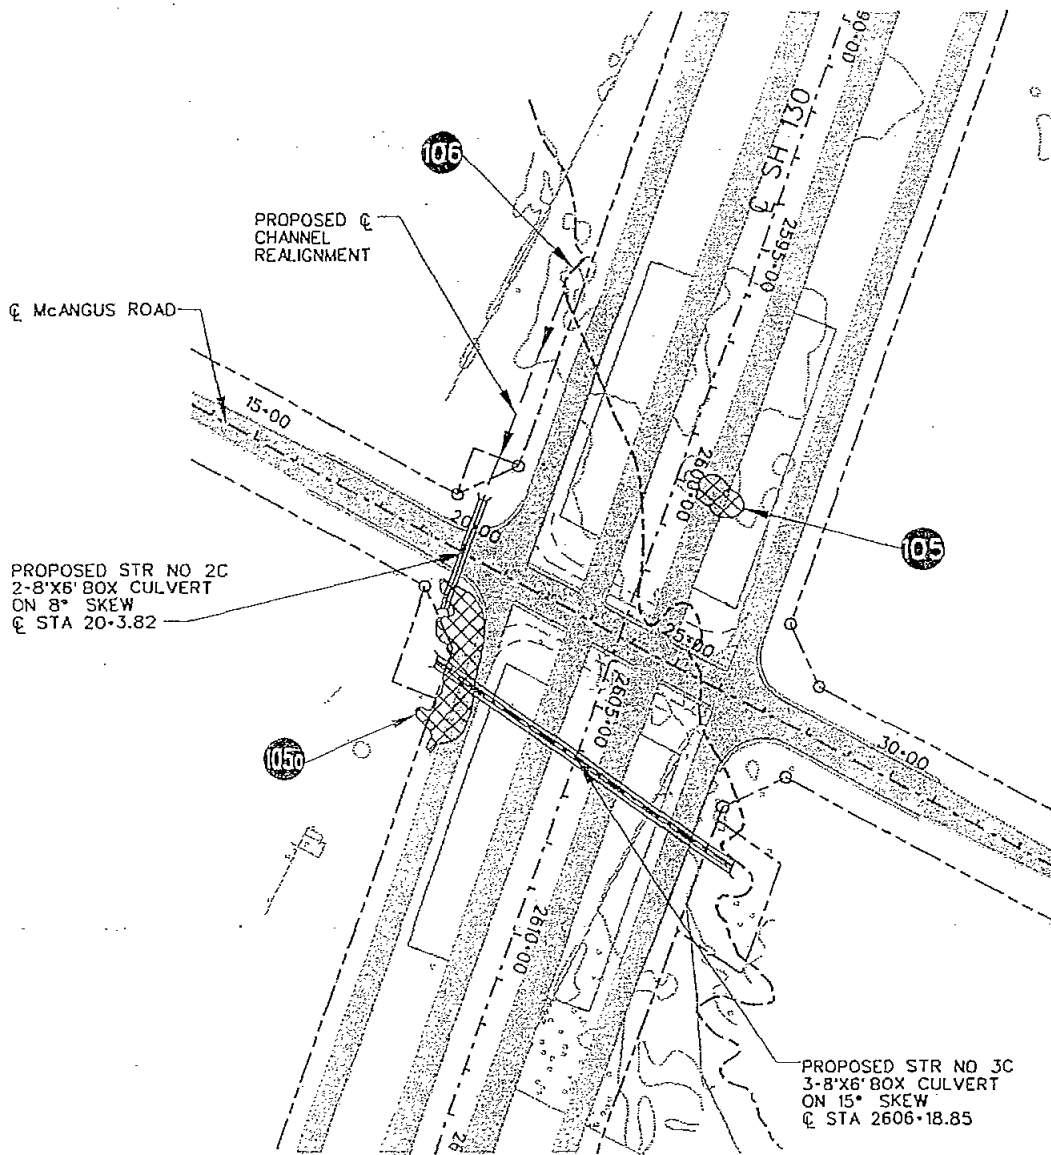 106
PROPOSED ℄
CHANNEL
REALIGNMENT
℄ SH 130
2595+00
℄ McANGUS ROAD
15+00
20+00
2600+00
105
PROPOSED STR NO 2C
2-8'X6' BOX CULVERT
ON 8° SKEW
℄ STA 20+3.82
25+00
2605+00
30+00
105a
2610+00
PROPOSED STR NO 3C
3-8'X6' BOX CULVERT
ON 15° SKEW
℄ STA 2606+18.85
26